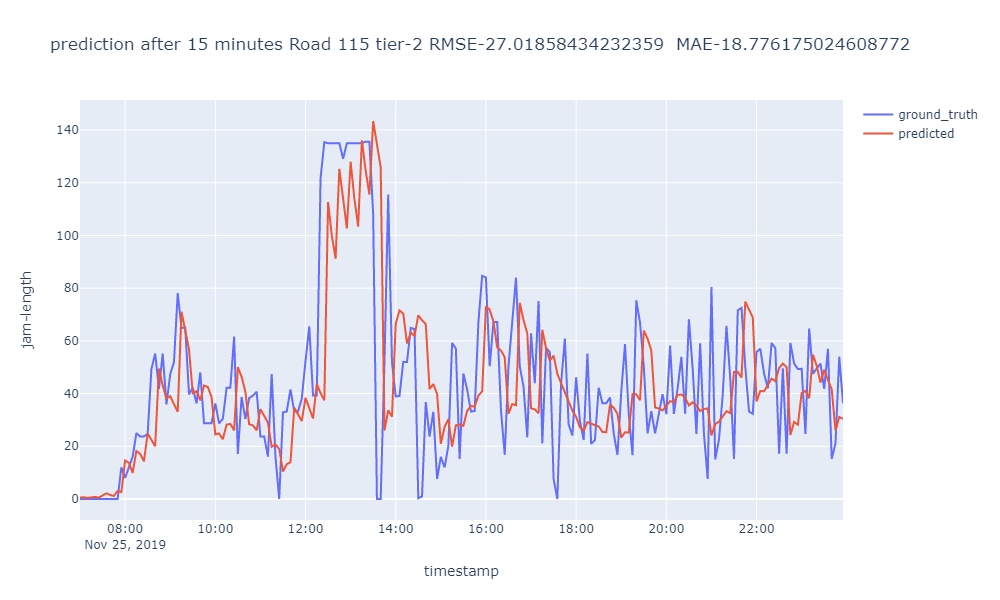 prediction after 15 minutes Road 115 tier-2 RMSE-27.01858434232359  MAE-18.776175024608772
ground_truth
predicted
140
120
100
80
60
40
20
0
jam-length
08:00 10:00 12:00 14:00 16:00 18:00 20:00 22:00
Nov 25, 2019
timestamp